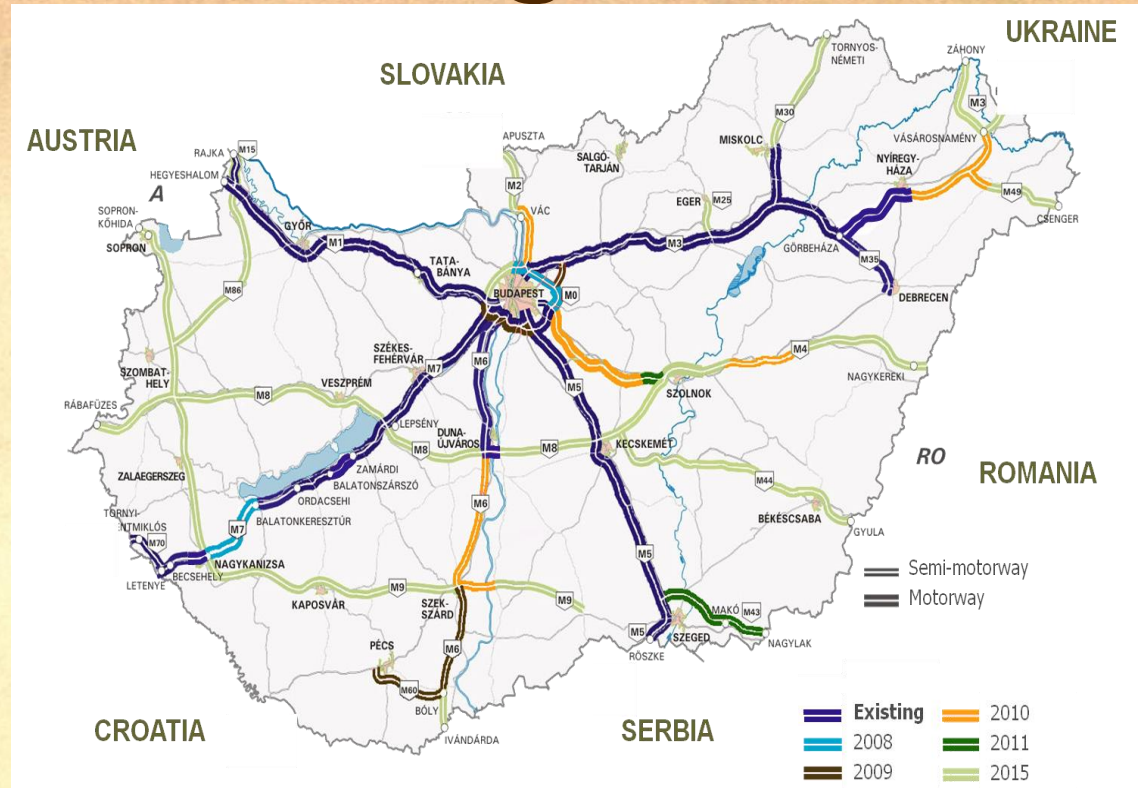 UKRAINE
SLOVAKIA
AUSTRIA
TORNYOS-
NÉMETI
ZÁHONY
M3
M30
VÁSÁROSNAMÉNY
MISKOLC
NYÍREGY-
HÁZA
M49
CSENGER
APUSZTA
SALGÓ-
TARJÁN
M2
VÁC
EGER
M25
M3
GÖRBEHÁZA
M35
DEBRECEN
RAJKA
M15
HEGYESHALOM
A
SOPRON-
KŐHIDA
SOPRON
GYŐR
M1
TATA-
BÁNYA
BUDAPEST
M0
M86
SZÉKES-
FEHÉRVÁR
M7
M6
M5
M4
NAGYKEREKI
SZOLNOK
SZOMBAT-
HELY
VESZPRÉM
M8
RÁBAFÜZES
LEPSÉNY
DUNA-
ÚJVÁROS
M8
M8
KECSKEMÉT
RO
ROMANIA
ZALAEGERSZEG
ZAMÁRDI
BALATONSZÁRSZÓ
ORDACSEHI
BALATONKERESZTÚR
M6
M44
BÉKÉSCSABA
GYULA
TORNYI-
NTMIKLÓS
M70
M7
NAGYKANIZSA
BECSEHELY
LETENYE
M5
KAPOSVÁR
M9
SZEK-
SZÁRD
M9
MAKÓ
M43
M5
SZEGED
NAGYLAK
RÖSZKE
PÉCS
M6
M60
BÓLY
IVÁNDÁRDA
CROATIA
SERBIA
Semi-motorway
Motorway
Existing
2008
2009
2010
2011
2015